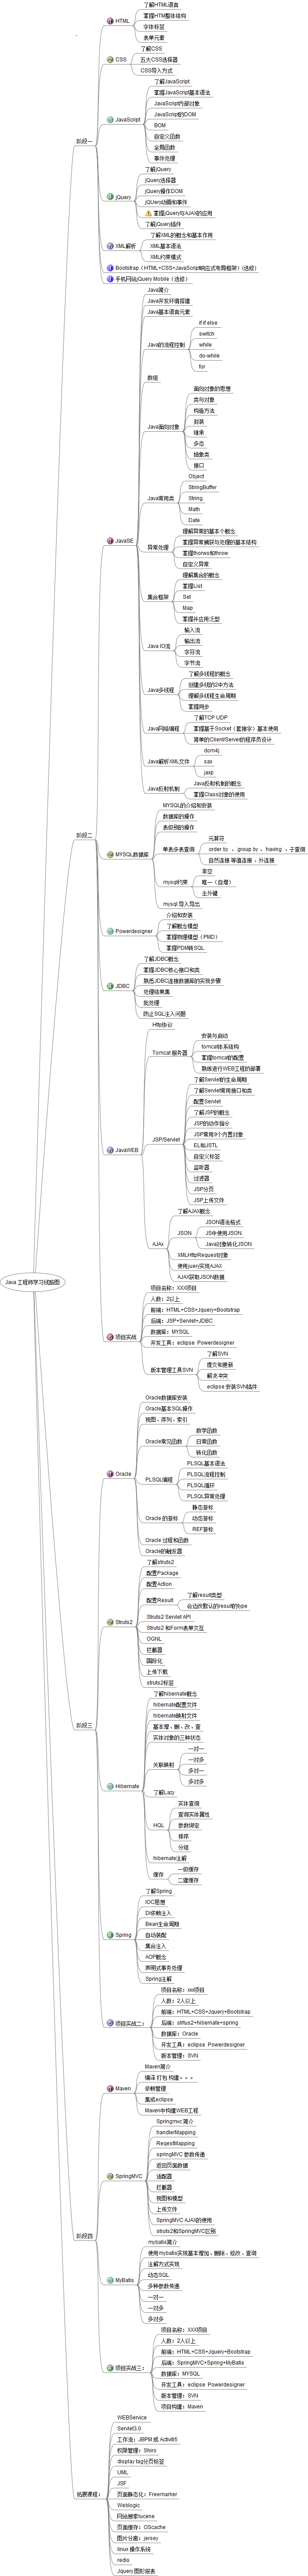 Java 工程师学习线路图
阶段一
HTML
了解HTML语言
掌握HTM整体结构
字体标签
表单元素
CSS
了解CSS
五大CSS选择器
CSS导入方式
JavaScript
了解JavaScript
掌握JavaScript基本语法
JavaScript内部对象
JavaScript的DOM
BOM
自定义函数
全局函数
事件处理
jQuery
了解jQuery
jQuery选择器
jQuery操作DOM
jQUery动画和事件
掌握jQuery与AJAX的应用
了解jQuery插件
XML解析
了解XML的概念和基本作用
XML基本语法
XML约束模式
Bootstrap（HTML+CSS+JavaScript响应式布局框架）(选修)
手机网站jQuery Mobile（选修）
阶段二
JavaSE
Java简介
Java开发环境搭建
Java基本语言元素
Java的流程控制
if if else
switch
while
do-while
for
数组
Java面向对象
面向对象的思想
类与对象
构造方法
封装
继承
多态
抽象类
接口
Java常用类
Object
StringBuffer
String
Math
Date
异常处理
理解异常的基本个概念
掌握异常捕获与处理的基本结构
掌握thorws和throw
自定义异常
集合框架
理解集合的概念
掌握List
Set
Map
掌握并应用泛型
Java IO流
输入流
输出流
字符流
字节流
Java多线程
了解多线程的概念
创建多线的2中方法
理解多线程生命周期
掌握同步
Java网络编程
了解TCP UDP
掌握基于Socket（套接字）基本使用
简单的Client/Server的程序员设计
Java解析XML文件
dom4j
sax
jaxp
Java反射机制
Java反射机制的概念
掌握Class对象的使用
MYSQL数据库
MYSQL的介绍和安装
数据库的操作
表级别的操作
单表多表查询
元算符
order by 、 group by 、 having 、子查询
自然连接 等值连接 、外连接
mysql约束
非空
唯一（自增）
主外键
mysql 导入导出
Powerdesigner
介绍和安装
了解概念模型
掌握物理模型（PMD）
掌握PDM转SQL
JDBC
了解JDBC概念
掌握JDBC核心接口和类
熟悉JDBC连接数据库的实现步骤
处理结果集
批处理
防止SQL注入问题
JavaWEB
Http协议
Tomcat 服务器
安装与启动
tomcat体系结构
掌握tomcat的配置
熟练进行WEB工程的部署
JSP/Servlet
了解Servlet的生命周期
了解Servlet常用接口和类
配置Servlet
了解JSP的概念
JSP的动作指令
JSP常用9个内置对象
EL和JSTL
自定义标签
监听器
过滤器
JSP分页
JSP上传文件
AJAx
了解AJAX概念
JSON
JSON语法格式
JS中使用JSON
Java对象转化JSON
XMLHttpRequest对象
使用juery实现AJAX
AJAX获取JSON数据
项目实战
项目名称：XXX项目
人数：2以上
前端：HTML+CSS+Jquery+Bootstrap
后端：JSP+Servlet+JDBC
数据库：MYSQL
开发工具：eclipse Powerdesigner
版本管理工具SVN
了解SVN
提交和更新
解决冲突
eclipse 安装SVN插件
阶段三
Oracle
Oracle数据库安装
Oracle基本SQL操作
视图、序列、索引
Oracle常见函数
数学函数
日常函数
转化函数
PLSQL编程
PLSQL基本语法
PLSQL流程控制
PLSQL循环
PLSQL异常处理
Oracle 的游标
静态游标
动态游标
REF游标
Oracle 过程和函数
Oracle的触发器
Struts2
了解struts2
配置Package
配置Action
配置Result
了解result类型
会边改默认的result的type
Struts2 Servlet API
Struts2 和Form表单交互
OGNL
拦截器
国际化
上传下载
struts2标签
Hibernate
了解hibernate概念
hibernate配置文件
hibernate映射文件
基本增、删、改、查
实体对象的三种状态
关联映射
一对一
一对多
多对一
多对多
了解Lazy
HQL
实体查询
查询实体属性
参数绑定
排序
分组
hibernate注解
缓存
一级缓存
二建缓存
Spring
了解Spring
IOC思想
DI依赖注入
Bean生命周期
自动装配
集合注入
AOP概念
声明式事务处理
Spring注解
项目实战二：
项目名称：xxx项目
人数：2人以上
前端：HTML+CSS+Jquery+Bootstrap
后端：strtus2+hibernate+spring
数据库：Oracle
开发工具：eclipse Powerdesigner
版本管理：SVN
阶段四
Maven
Maven简介
编译 打包 构建。。。
依赖管理
集成eclipse
Maven中构建WEB工程
SpringMVC
Springmvc 简介
handlerMapping
ReqestMapping
springMVC 参数传递
返回页面数据
适配器
拦截器
视图和模型
上传文件
SpringMVC AJAX的使用
struts2和SpringMVC区别
MyBatis
mybatis简介
使用mybatis实现基本增加、删除、修改、查询
注解方式实现
动态SQL
多种参数传递
一对一
一对多
多对多
项目实战三：
项目名称：XXX项目
人数：2人以上
前端：HTML+CSS+Jquery+Bootstrap
后端：SpringMVC+Spring+MyBatis
数据库：MYSQL
开发工具：eclipse Powerdesigner
版本管理：SVN
项目构建：Maven
拓展课程：
WEBService
Servlet3.0
工作流：JBPM 或 Activiti5
权限管理：Shiro
display tag分页标签
UML
JSF
页面静态化：Freemarker
Weblogic
网站搜索lucene
页面缓存：OScache
图片分离：jersey
linux 操作系统
redis
Jquery 图形报表